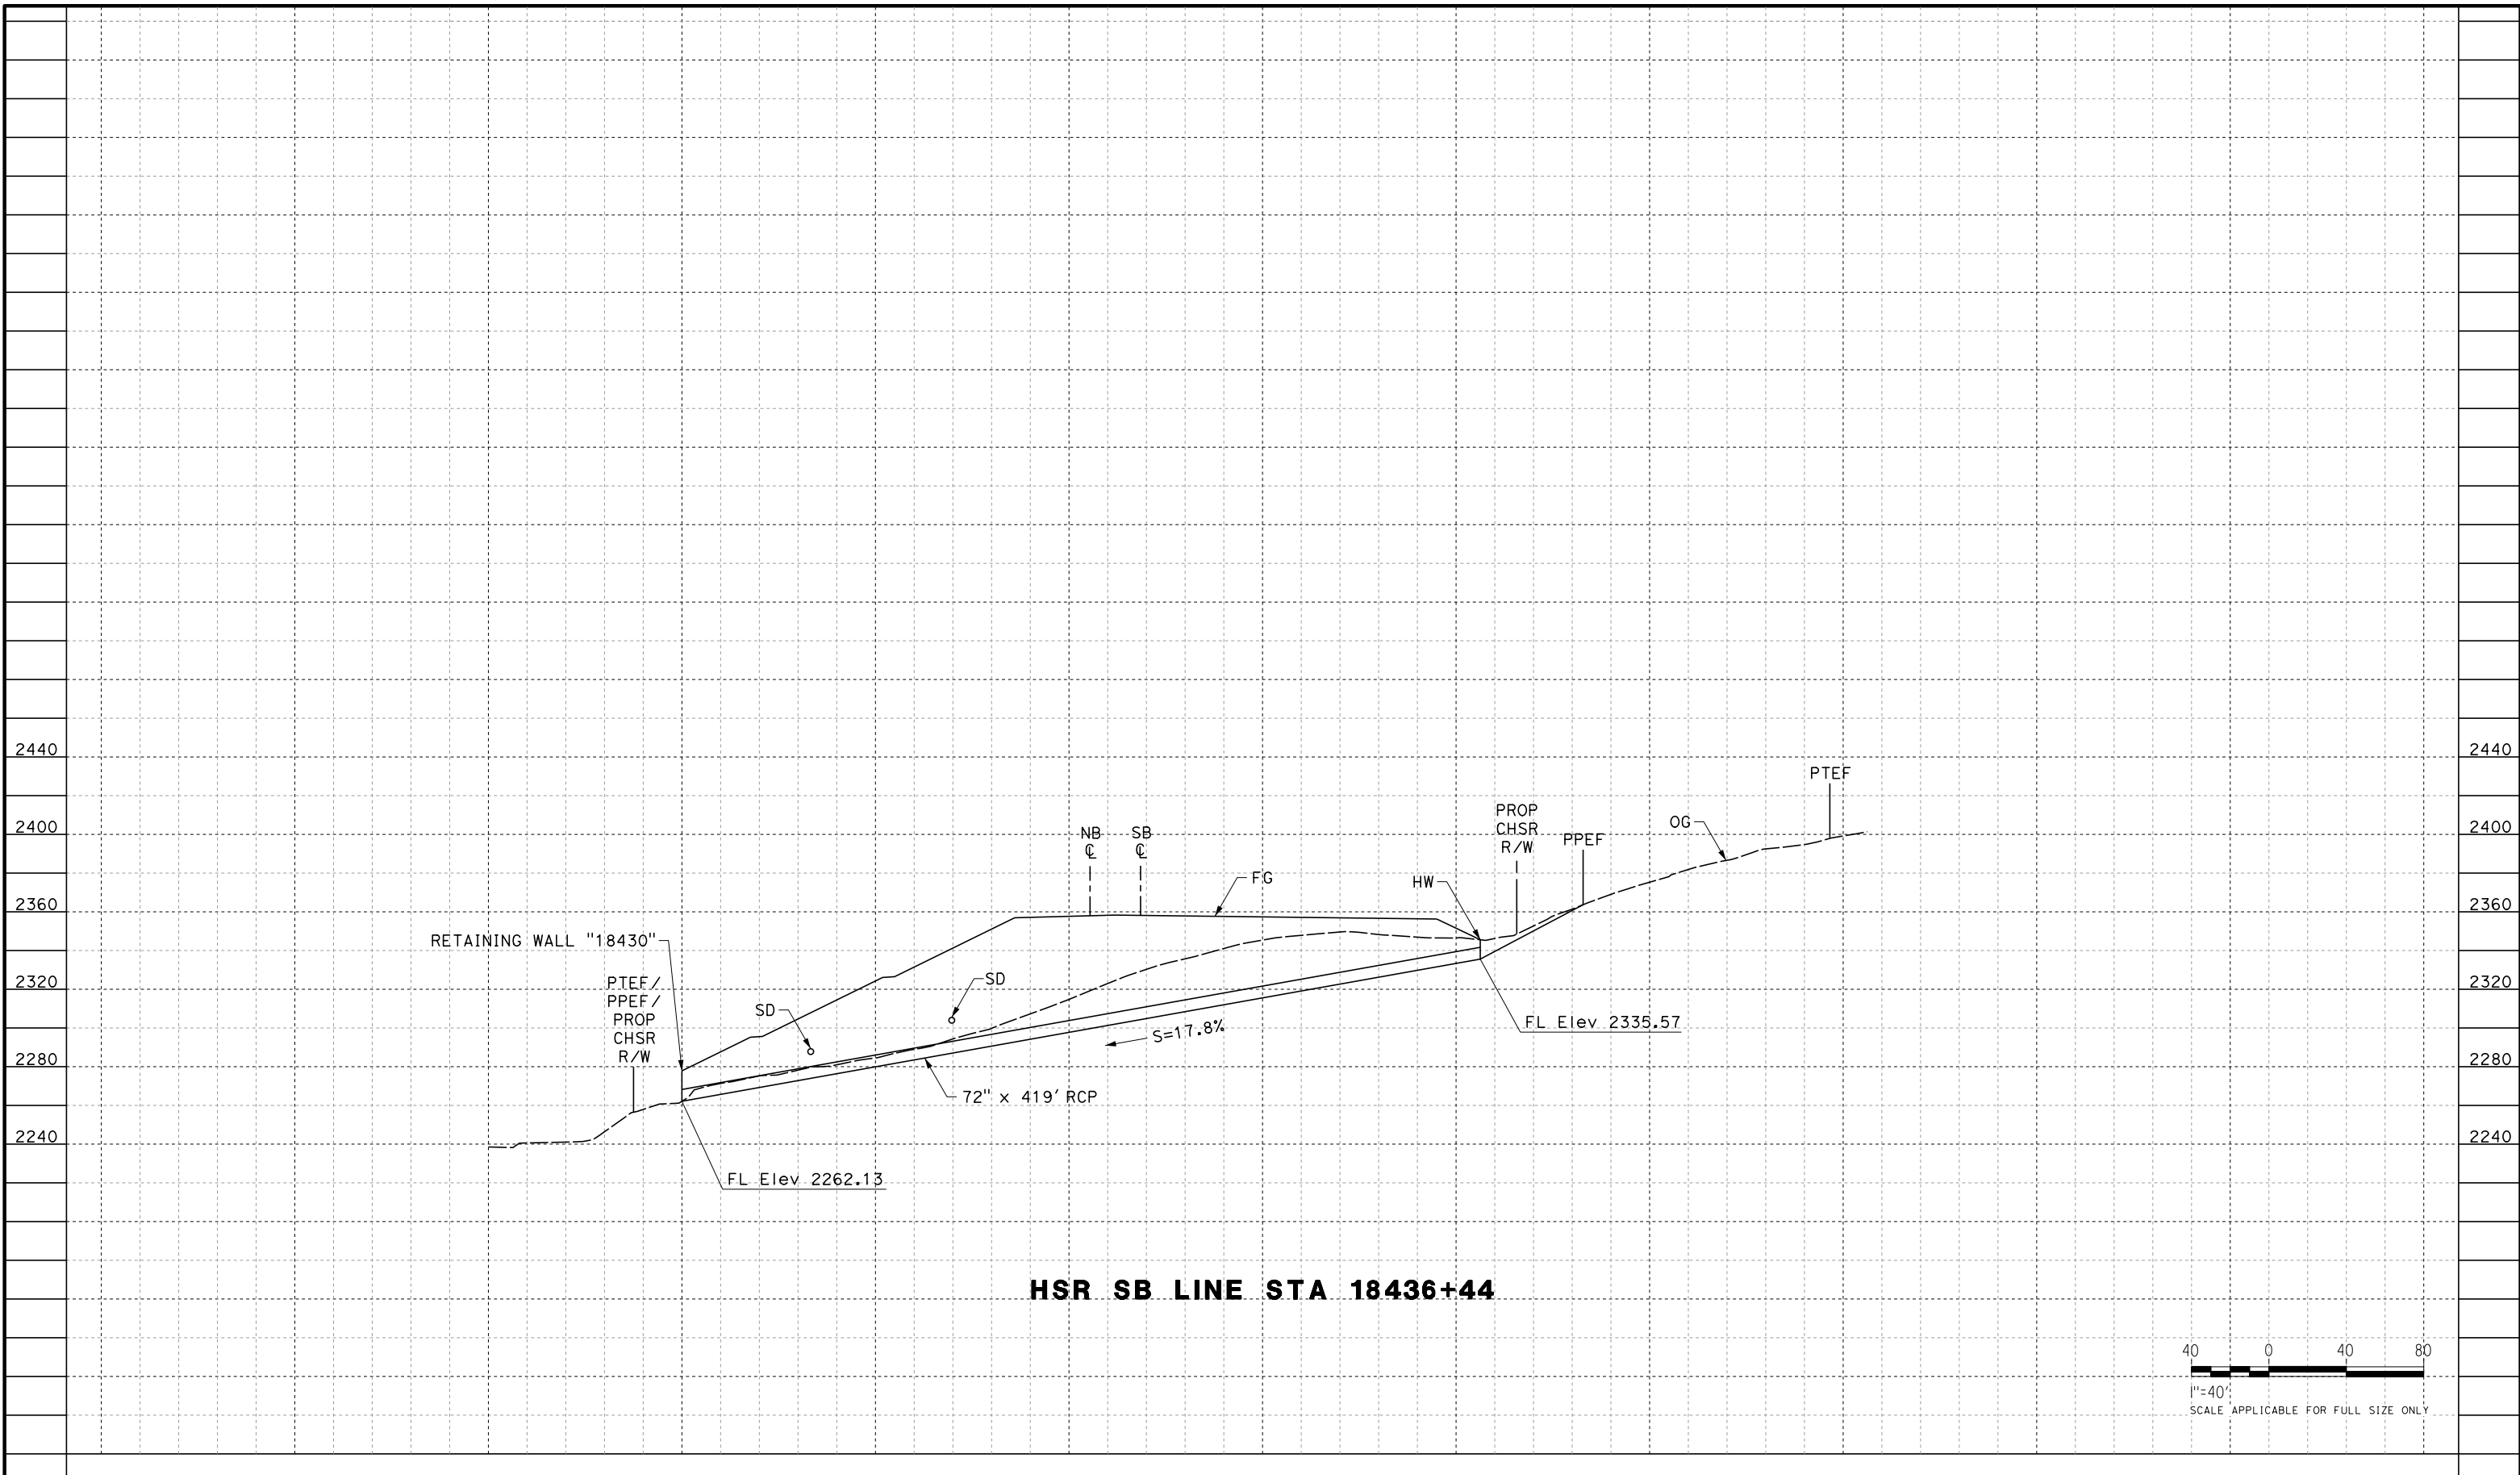 2440
2440
PTEF
PROP
CHSR
R/W
OG
2400
2400
NB
℄
SB
℄
PPEF
FG
HW
2360
2360
RETAINING WALL "18430"
2320
2320
PTEF/
PPEF/
PROP
CHSR
R/W
SD
SD
S=17.8%
FL Elev 2335.57
2280
2280
72" x 419' RCP
2240
2240
FL Elev 2262.13
HSR SB LINE STA 18436+44
40 0 40 80
1"=40'
SCALE APPLICABLE FOR FULL SIZE ONLY